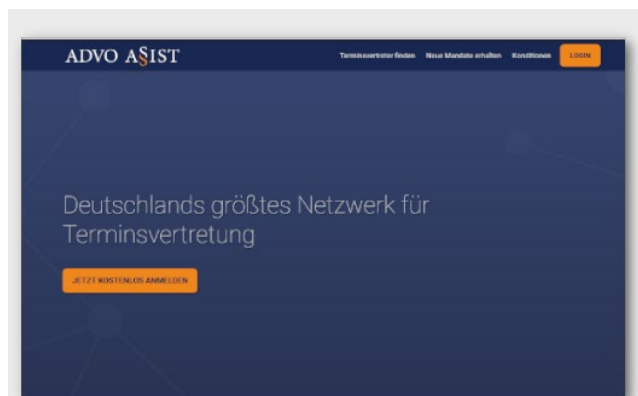 ADVO A§IST
Terminsvertreter finden Neue Mandate erhalten Konditionen LOGIN
Deutschlands größtes Netzwerk für
Terminsvertretung
JETZT KOSTENLOS ANMELDEN